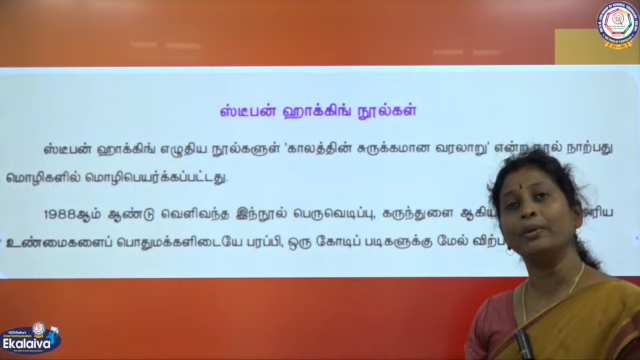 ஸ்டீபன் ஹாக்கிங் நூல்கள்
ஸ்டீபன் ஹாக்கிங் எழுதிய நூல்களுள் 'காலத்தின் சுருக்கமான வரலாறு' என்ற நூல் நாற்பது
மொழிகளில் மொழிபெயர்க்கப்பட்டது.
1988ஆம் ஆண்டு வெளிவந்த இந்நூல் பெருவெடிப்பு, கருந்துளை ஆகிய
உண்மைகளைப் பொதுமக்களிடையே பரப்பி, ஒரு கோடிப் படிகளுக்கு மேல்
Ekalaiva